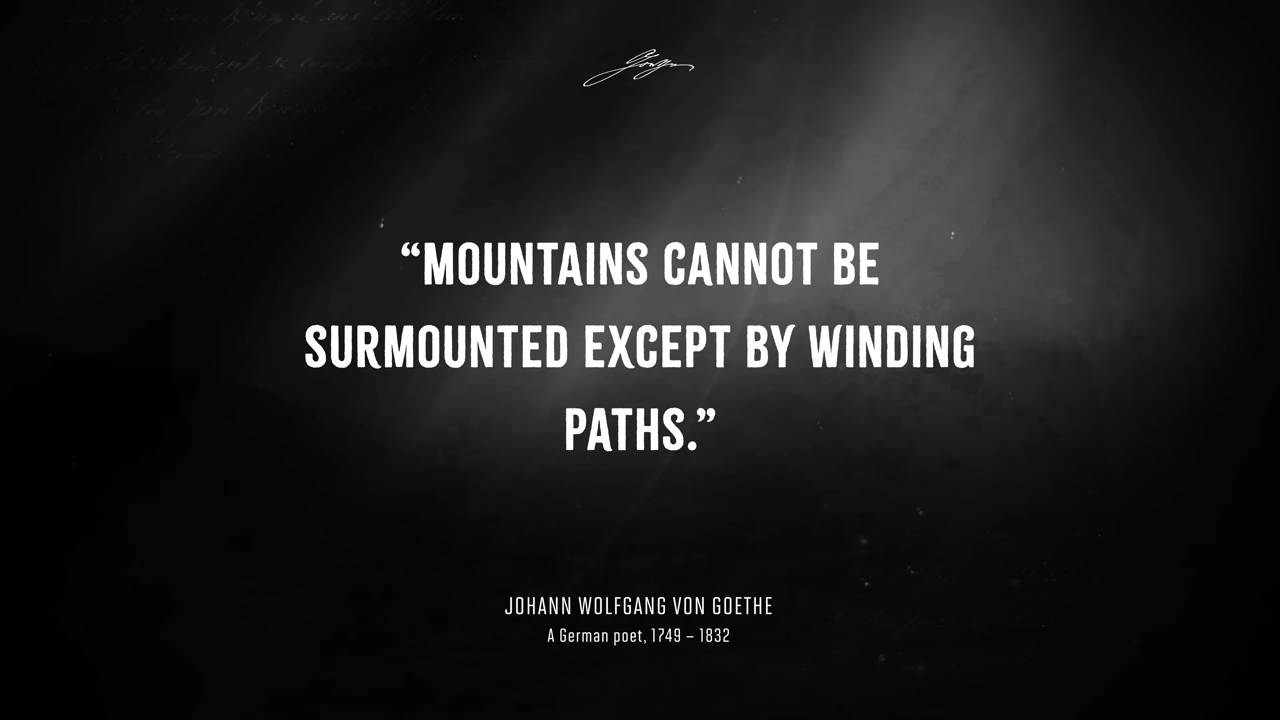 “MOUNTAINS CANNOT BE
SURMOUNTED EXCEPT BY WINDING
PATHS.”
JOHANN WOLFGANG VON GOETHE
A German poet, 1749 – 1832